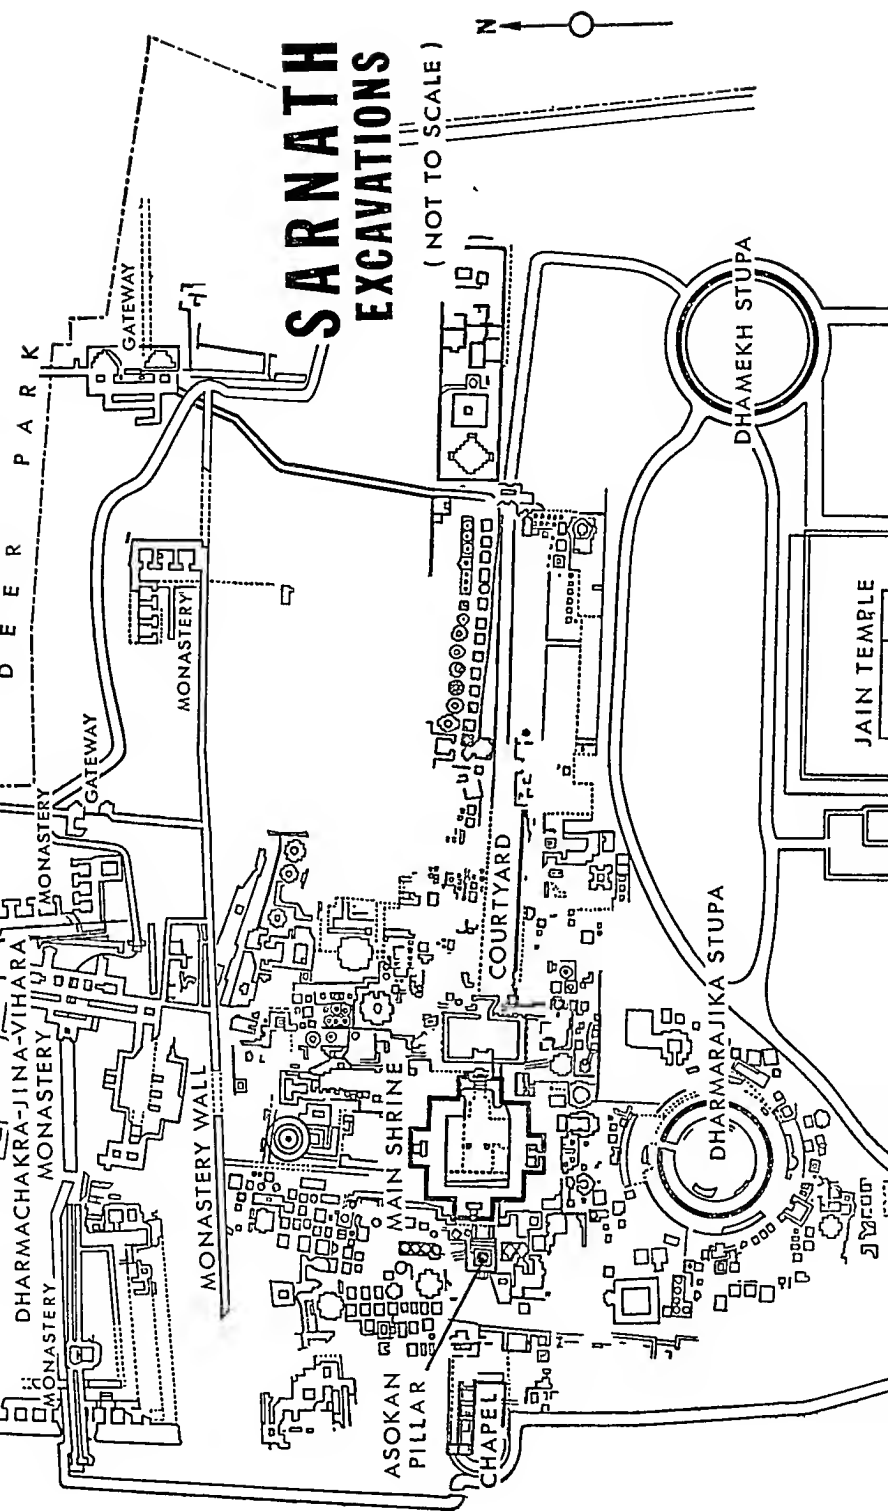 SARNATH
EXCAVATIONS
(NOT TO SCALE)
N
DEER PARK
GATEWAY
MONASTERY
GATEWAY
MONASTERY
DHARMACHAKRA-JINA-VIHARA
MONASTERY
MONASTERY
MONASTERY WALL
MAIN SHRINE
COURTYARD
ASOKAN
PILLAR
CHAPEL
DHARMARAJIKA STUPA
DHAMEKH STUPA
JAIN TEMPLE